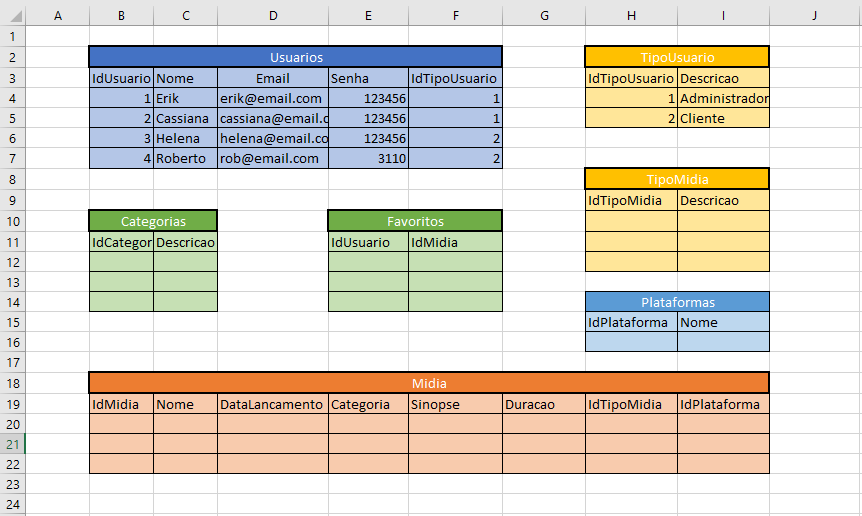 A B C D E F G H I J
1
2 Usuarios TipoUsuario
3 IdUsuario Nome Email Senha IdTipoUsuario IdTipoUsuario Descricao
4 1 Erik erik@email.com 123456 1 1 Administrador
5 2 Cassiana cassiana@email.c 123456 1 2 Cliente
6 3 Helena helena@email.co 123456 2
7 4 Roberto rob@email.com 3110 2
8 TipoMidia
9 IdTipoMidia Descricao
10 Categorias Favoritos
11 IdCategor Descricao IdUsuario IdMidia
12
13
14 Plataformas
15 IdPlataforma Nome
16
17
18 Midia
19 IdMidia Nome DataLancamento Categoria Sinopse Duracao IdTipoMidia IdPlataforma
20
21
22
23
24